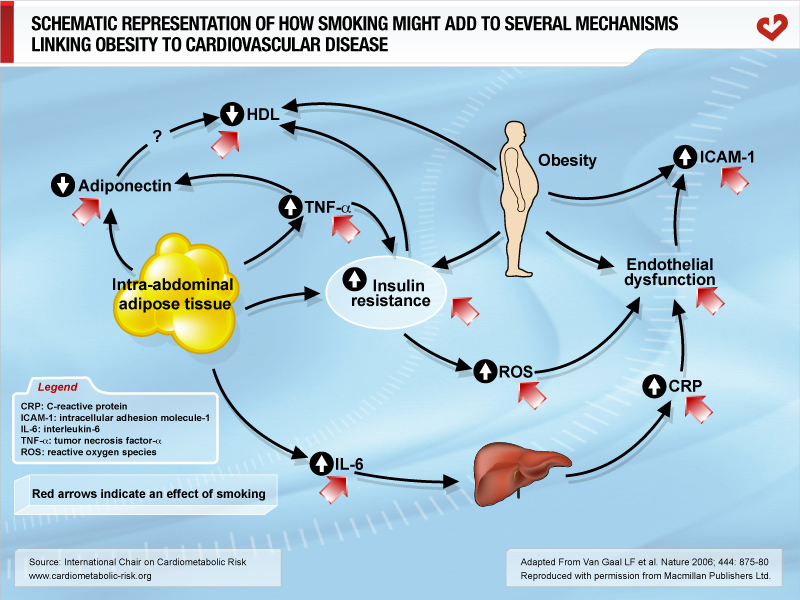 SCHEMATIC REPRESENTATION OF HOW SMOKING MIGHT ADD TO SEVERAL MECHANISMS
LINKING OBESITY TO CARDIOVASCULAR DISEASE
HDL
?
Obesity
ICAM-1
Adiponectin
TNF-α
Intra-abdominal
adipose tissue
Insulin
resistance
Endothelial
dysfunction
ROS
CRP
IL-6
Legend
CRP: C-reactive protein
ICAM-1: intracellular adhesion molecule-1
IL-6: interleukin-6
TNF-α: tumor necrosis factor-α
ROS: reactive oxygen species
Red arrows indicate an effect of smoking
Source: International Chair on Cardiometabolic Risk
www.cardiometabolic-risk.org
Adapted From Van Gaal LF et al. Nature 2006; 444: 875-80
Reproduced with permission from Macmillan Publishers Ltd.